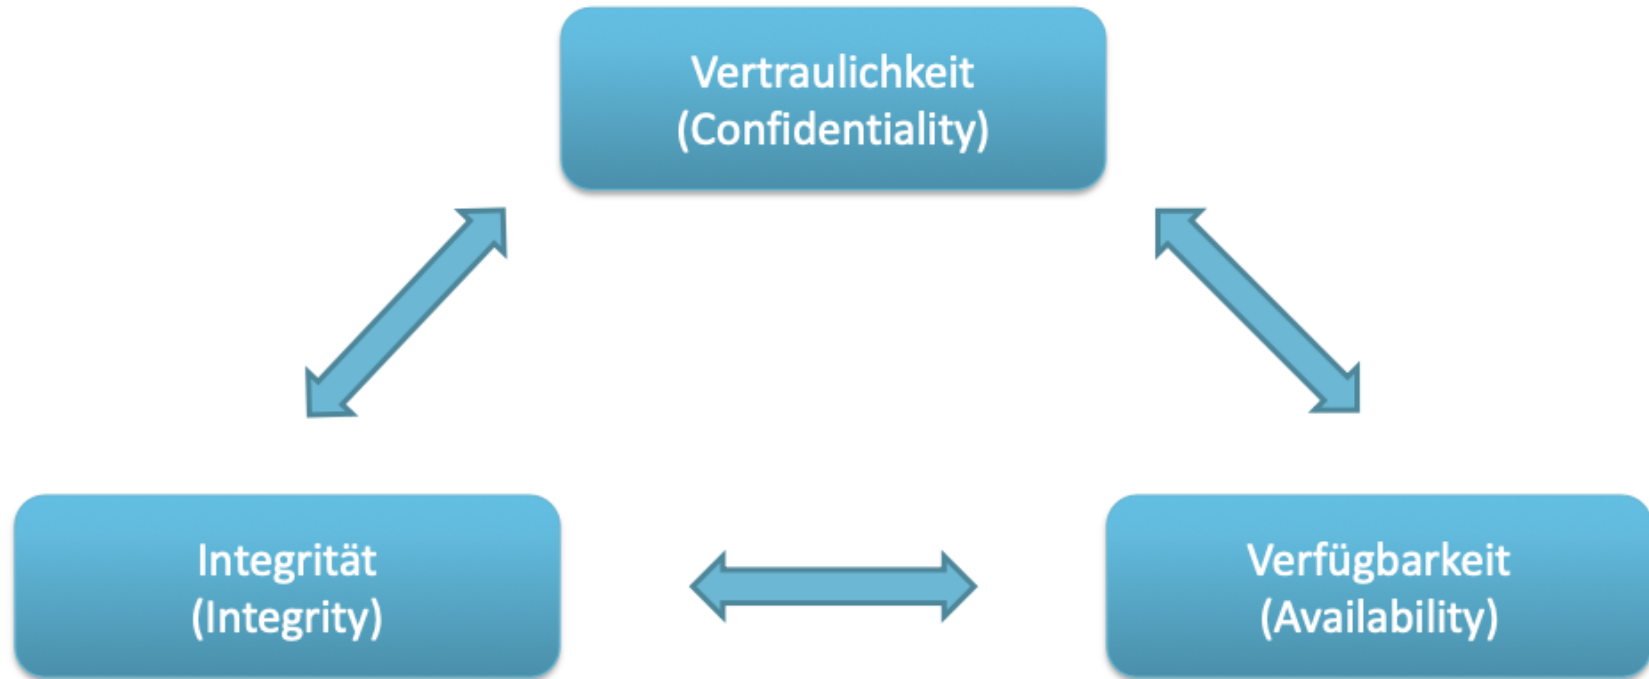 Vertraulichkeit
(Confidentiality)
Integrität
(Integrity)
Verfügbarkeit
(Availability)